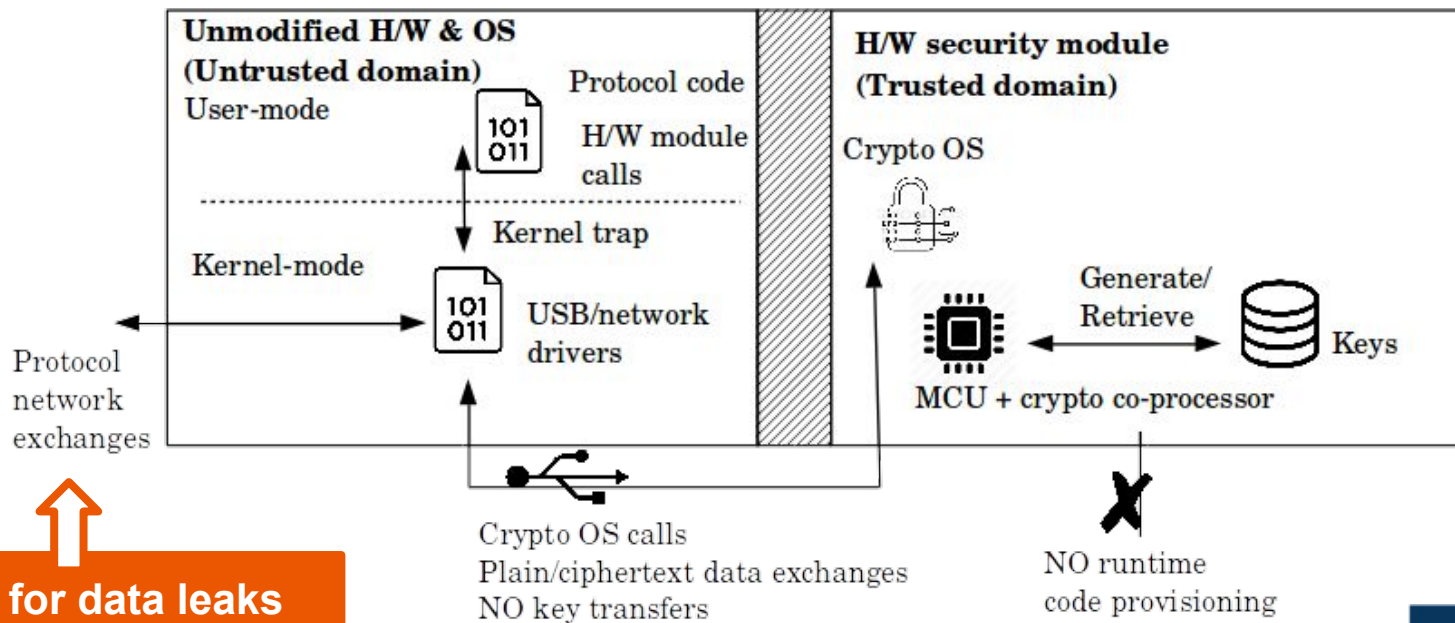 Unmodified H/W & OS
(Untrusted domain)
User-mode
Protocol code
101
011
H/W module
calls
Kernel trap
Kernel-mode
101
011
USB/network
drivers
Protocol
network
exchanges
for data leaks
Crypto OS calls
Plain/ciphertext data exchanges
NO key transfers
H/W security module
(Trusted domain)
Crypto OS
Generate/
Retrieve
Keys
MCU + crypto co-processor
NO runtime
code provisioning